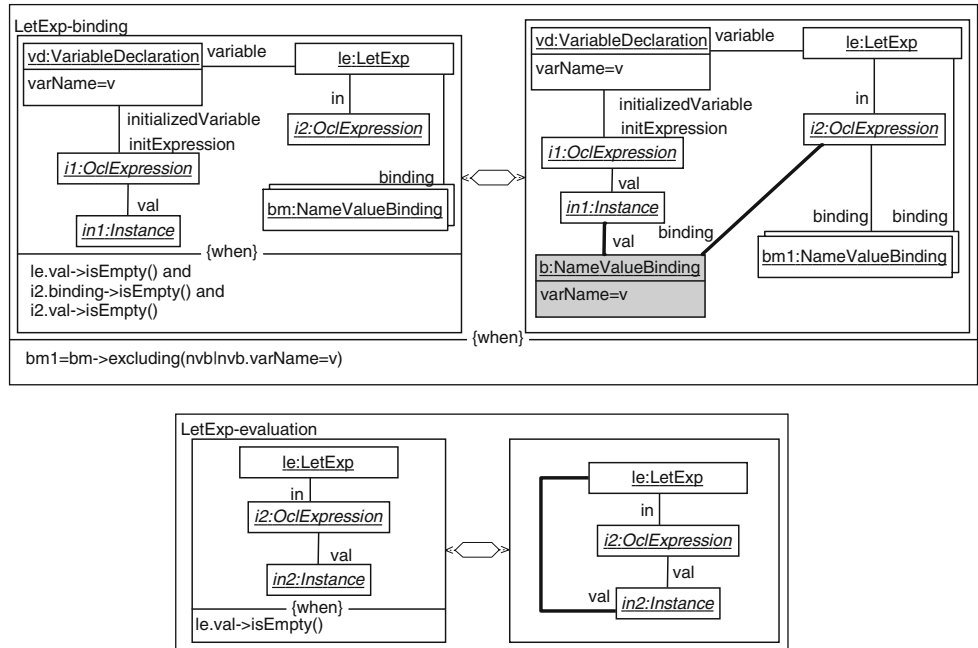 LetExp-binding
vd:VariableDeclaration
variable
le:LetExp
varName=v
in
initializedVariable
i2:OclExpression
initExpression
i1:OclExpression
val
binding
in1:Instance
bm:NameValueBinding
{when}
le.val->isEmpty() and
i2.binding->isEmpty() and
i2.val->isEmpty()
vd:VariableDeclaration
variable
le:LetExp
varName=v
in
initializedVariable
i2:OclExpression
initExpression
i1:OclExpression
val
in1:Instance
binding
binding
binding
val
bm1:NameValueBinding
b:NameValueBinding
varName=v
{when}
bm1=bm->excluding(nvb|nvb.varName=v)
LetExp-evaluation
le:LetExp
in
i2:OclExpression
val
in2:Instance
{when}
le.val->isEmpty()
le:LetExp
in
i2:OclExpression
val
val
in2:Instance